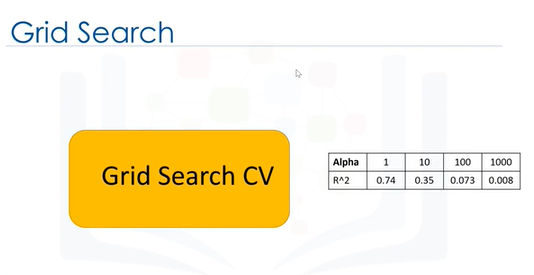 Grid Search
Grid Search CV
Alpha 1 10 100 1000
R^2 0.74 0.35 0.073 0.008